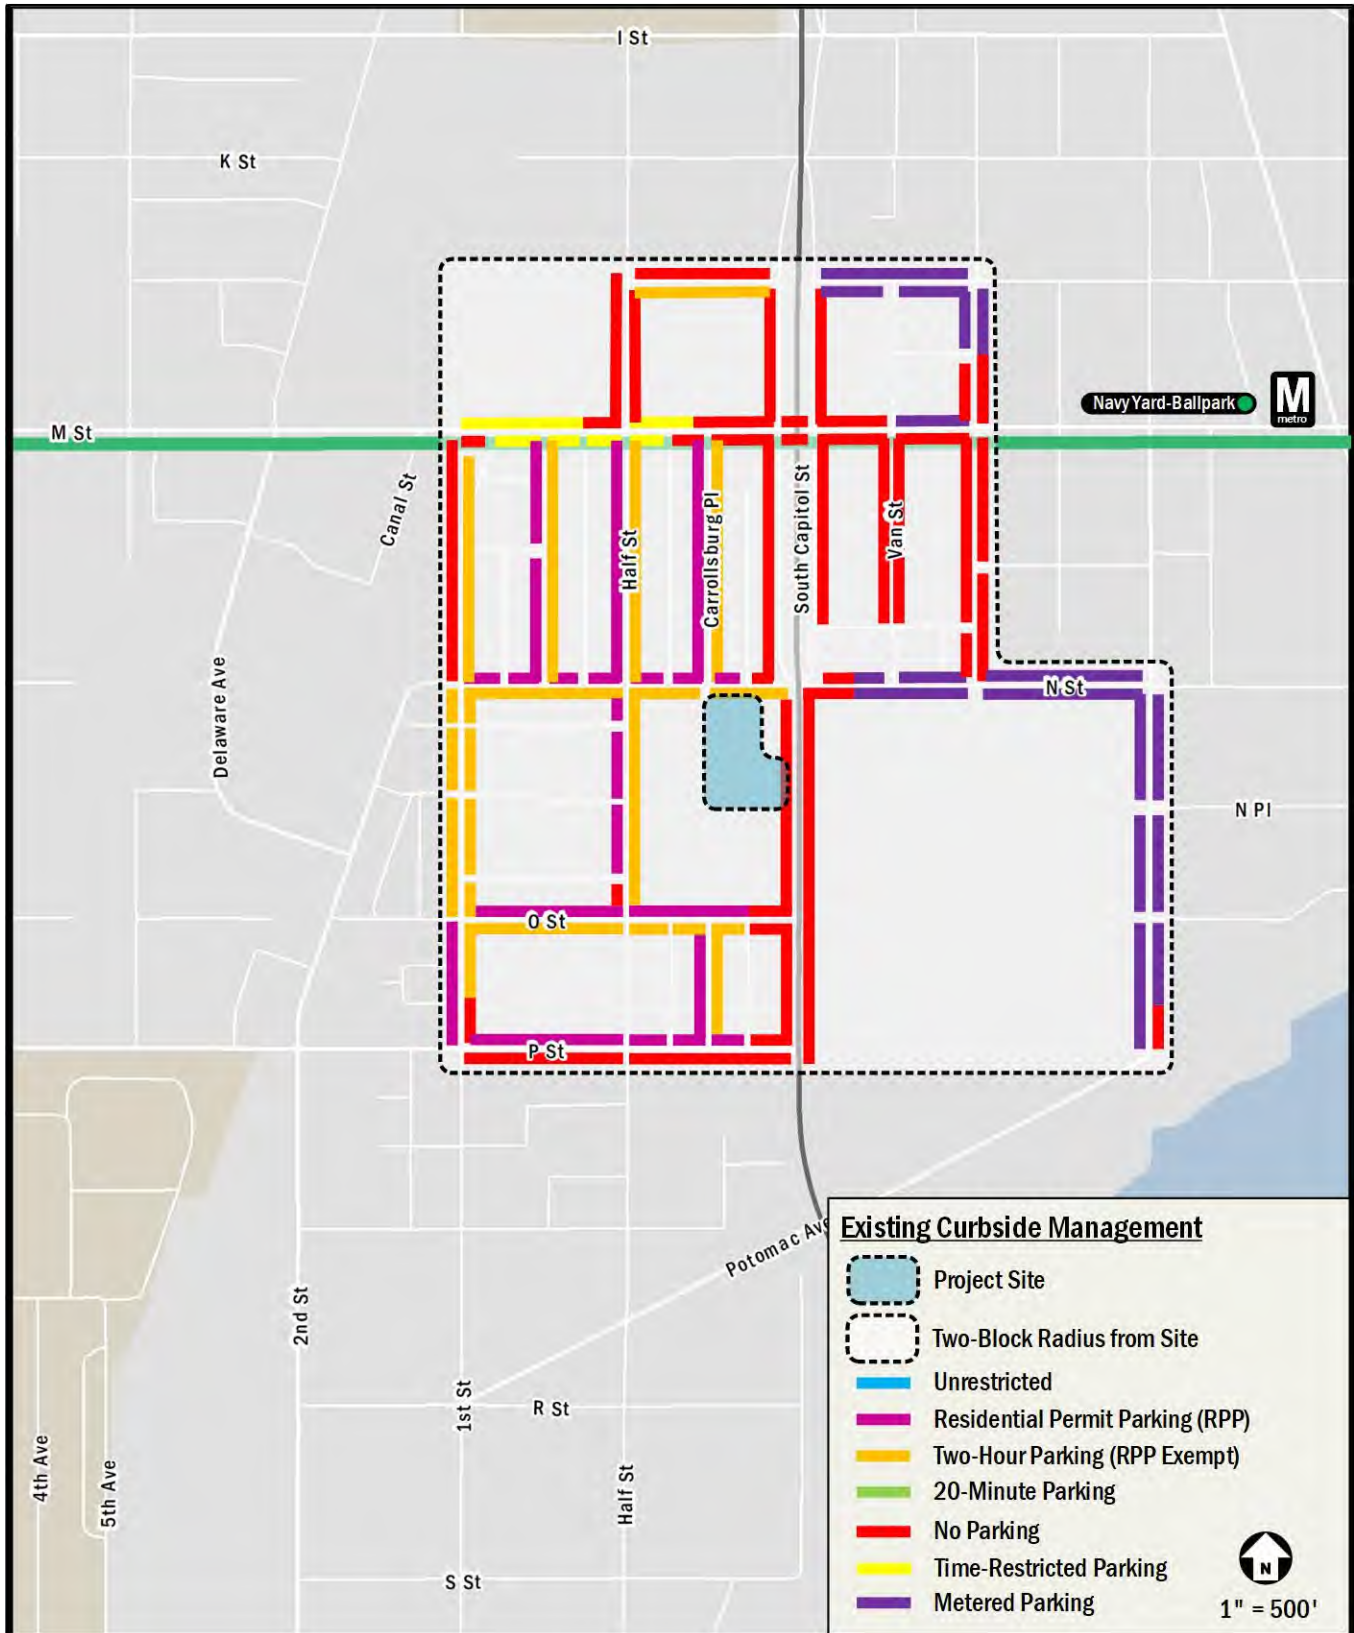 I St
K St
Navy Yard-Ballpark
M
metro
M St
Canal St
Half St
Carrollsburg Pl
South Capitol St
Van St
Delaware Ave
N St
N Pl
O St
P St
Potomac Ave
2nd St
1st St
R St
4th Ave
5th Ave
Half St
S St
Existing Curbside Management
Project Site
Two-Block Radius from Site
Unrestricted
Residential Permit Parking (RPP)
Two-Hour Parking (RPP Exempt)
20-Minute Parking
No Parking
Time-Restricted Parking
Metered Parking
N
1" = 500'